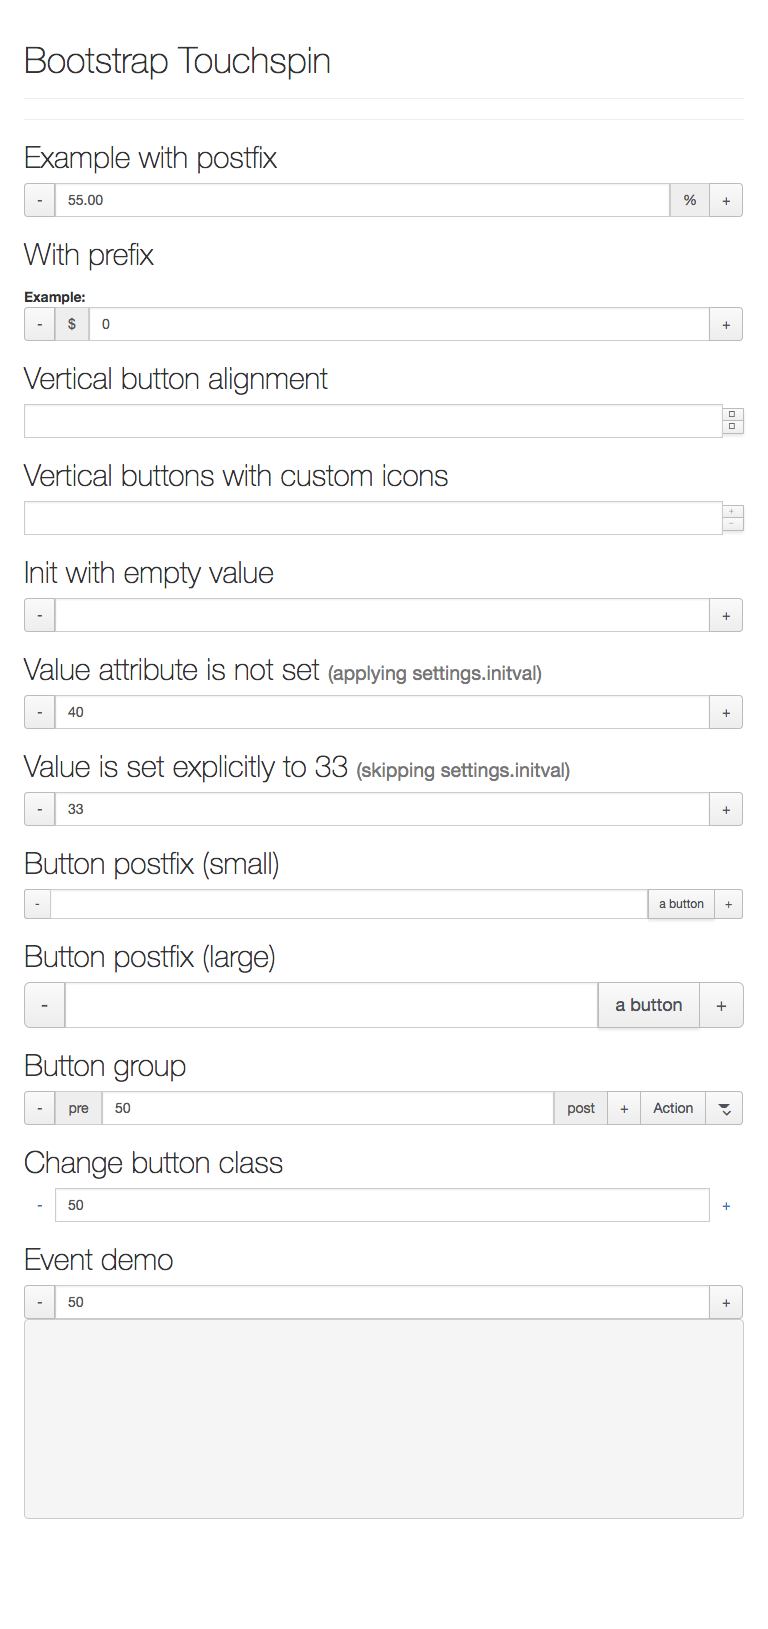 Bootstrap Touchspin
Example with postfix
- 55.00 % +
With prefix
Example:
- $ 0 +
Vertical button alignment
Vertical buttons with custom icons
+
−
Init with empty value
- +
Value attribute is not set (applying settings.initval)
- 40 +
Value is set explicitly to 33 (skipping settings.initval)
- 33 +
Button postfix (small)
- a button +
Button postfix (large)
- a button +
Button group
- pre 50 post + Action
Change button class
- 50 +
Event demo
- 50 +